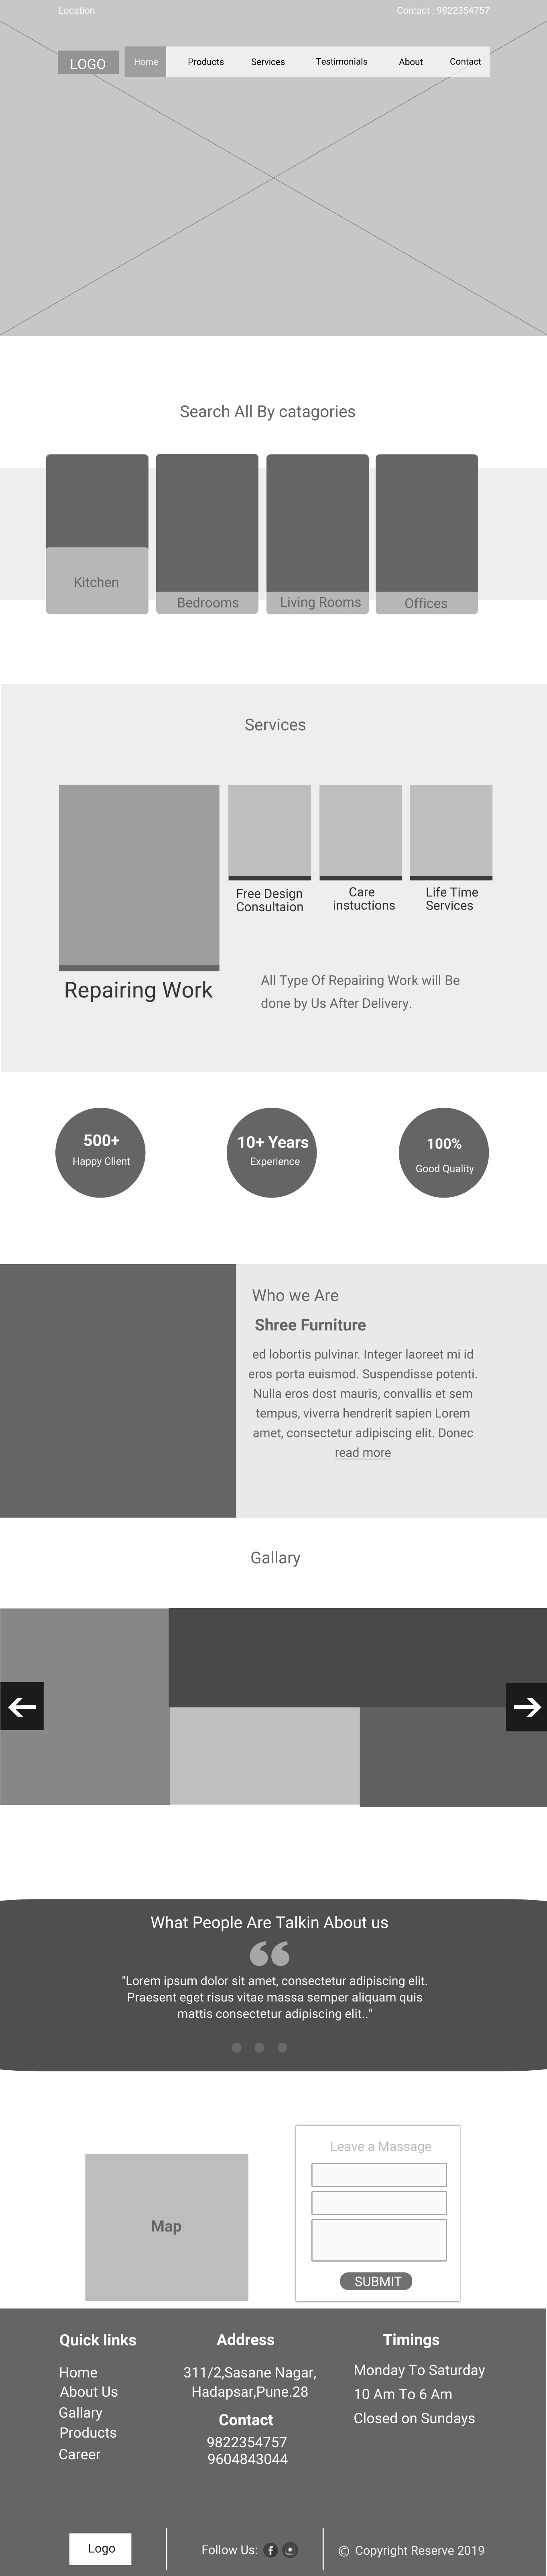 Location
Contact : 9822354757
LOGO
Home
Products
Services
Testimonials
About
Contact
Search All By catagories
Kitchen
Bedrooms
Living Rooms
Offices
Services
Free Design
Consultaion
Care
instuctions
Life Time
Services
Repairing Work
All Type Of Repairing Work will Be
done by Us After Delivery.
500+
Happy Client
10+ Years
Experience
100%
Good Quality
Who we Are
Shree Furniture
ed lobortis pulvinar. Integer laoreet mi id
eros porta euismod. Suspendisse potenti.
Nulla eros dost mauris, convallis et sem
tempus, viverra hendrerit sapien Lorem
amet, consectetur adipiscing elit. Donec
read more
Gallary
What People Are Talkin About us
"Lorem ipsum dolor sit amet, consectetur adipiscing elit.
Praesent eget risus vitae massa semper aliquam quis
mattis consectetur adipiscing elit.."
Map
Leave a Massage
SUBMIT
Quick links
Home
About Us
Gallary
Products
Career
Address
311/2,Sasane Nagar,
Hadapsar,Pune.28
Contact
9822354757
9604843044
Timings
Monday To Saturday
10 Am To 6 Am
Closed on Sundays
Logo
Follow Us:
© Copyright Reserve 2019